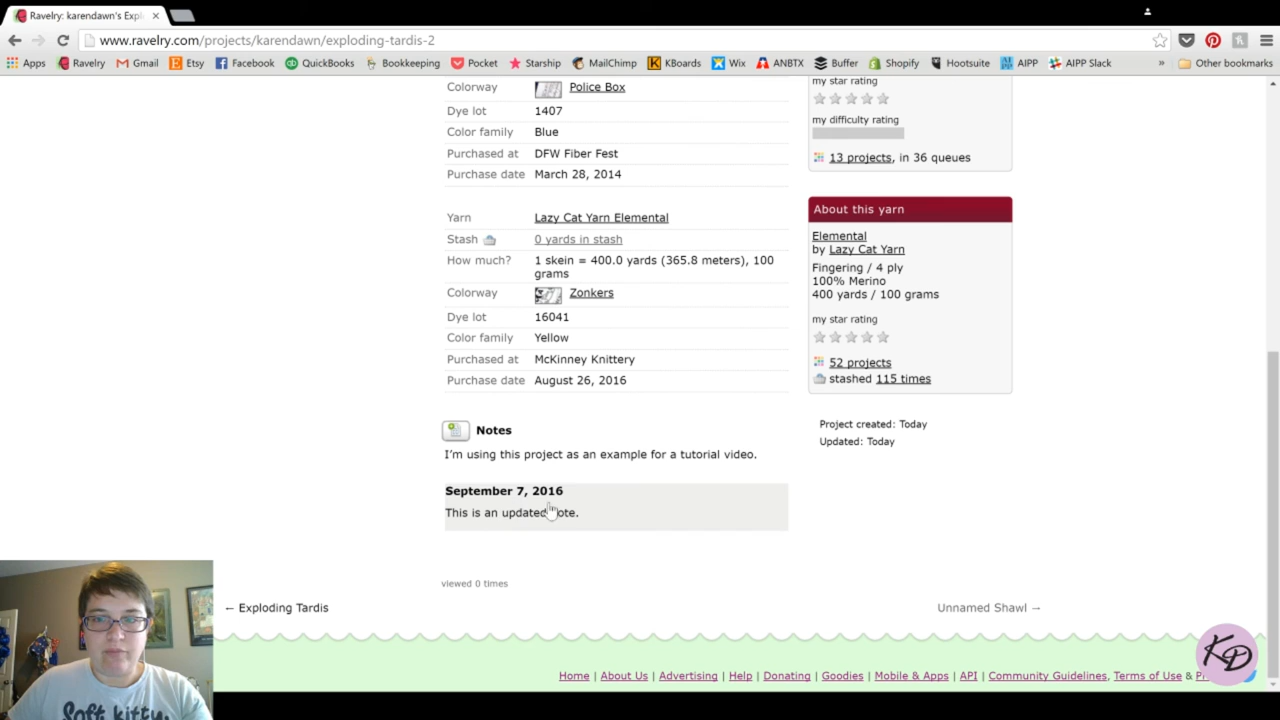 Ravelry: karendawn's Expl
www.ravelry.com/projects/karendawn/exploding-tardis-2
Apps Ravelry Gmail Etsy Facebook QuickBooks Bookkeeping Pocket Starship MailChimp KBoards Wix ANBTX Buffer Shopify Hootsuite AIPP AIPP Slack » Other bookmarks
Colorway Police Box
Dye lot 1407
Color family Blue
Purchased at DFW Fiber Fest
Purchase date March 28, 2014
Yarn Lazy Cat Yarn Elemental
Stash 0 yards in stash
How much? 1 skein = 400.0 yards (365.8 meters), 100
grams
Colorway Zonkers
Dye lot 16041
Color family Yellow
Purchased at McKinney Knittery
Purchase date August 26, 2016
Notes
I'm using this project as an example for a tutorial video.
September 7, 2016
This is an updated note.
viewed 0 times
my star rating
my difficulty rating
13 projects, in 36 queues
About this yarn
Elemental
by Lazy Cat Yarn
Fingering / 4 ply
100% Merino
400 yards / 100 grams
my star rating
52 projects
stashed 115 times
Project created: Today
Updated: Today
← Exploding Tardis
Unnamed Shawl →
Home | About Us | Advertising | Help | Donating | Goodies | Mobile & Apps | API | Community Guidelines, Terms of Use &
KD
Soft kitty,